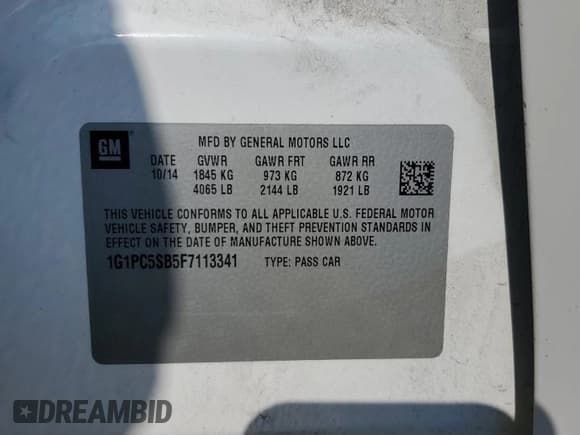 GM
MFD BY GENERAL MOTORS LLC
DATE GVWR GAWR FRT GAWR RR
10/14 1845 KG 973 KG 872 KG
4065 LB 2144 LB 1921 LB
THIS VEHICLE CONFORMS TO ALL APPLICABLE U.S. FEDERAL MOTOR
VEHICLE SAFETY, BUMPER, AND THEFT PREVENTION STANDARDS IN
EFFECT ON THE DATE OF MANUFACTURE SHOWN ABOVE.
1G1PC5SB5F7113341 TYPE: PASS CAR
DREAMBID